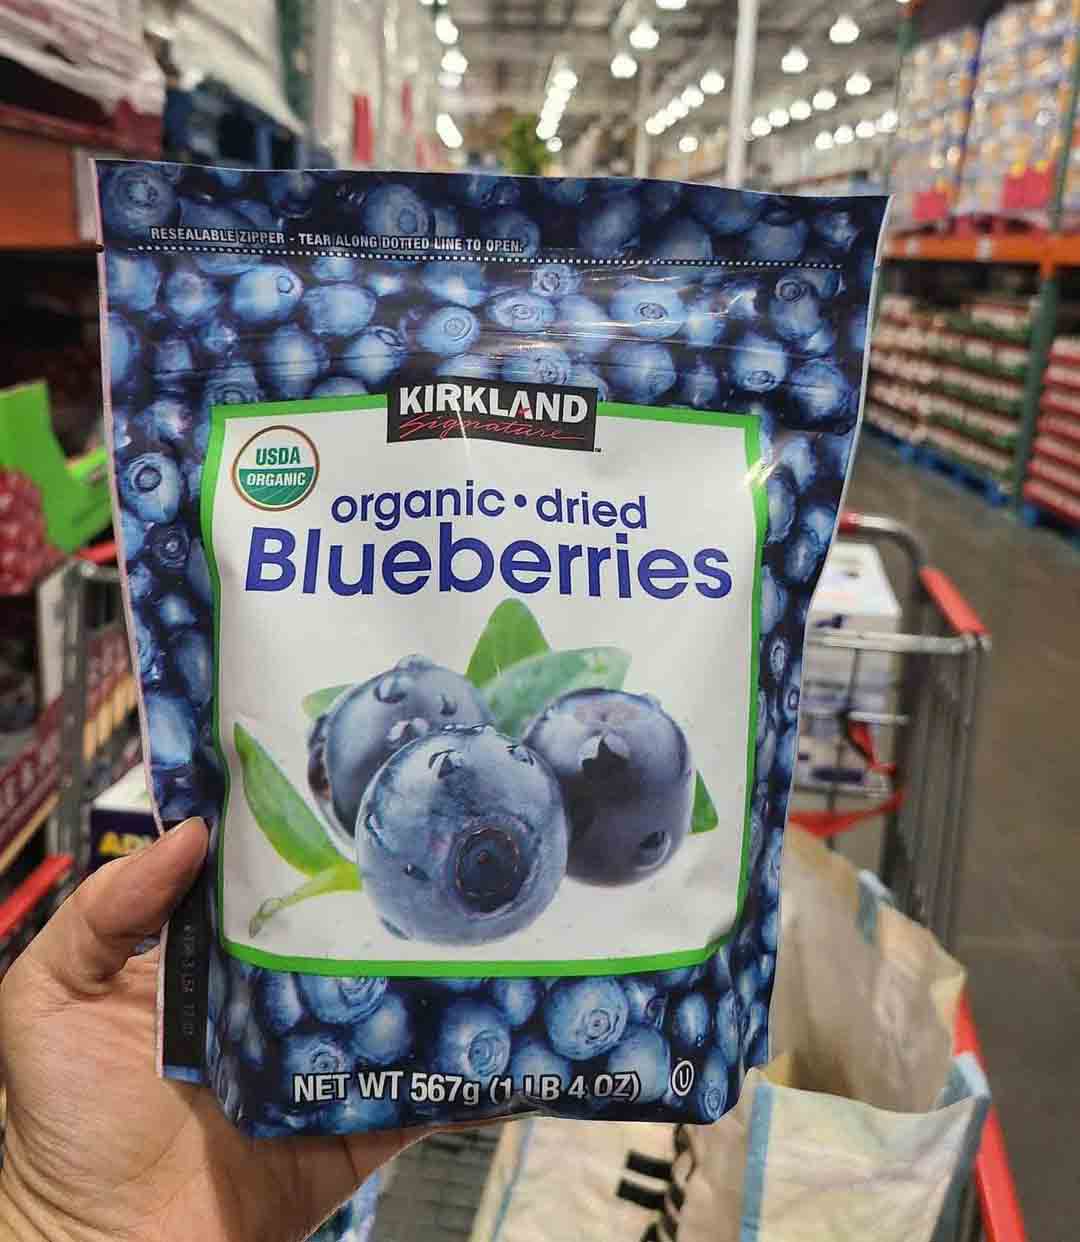 RESEALABLE ZIPPER - TEAR ALONG DOTTED LINE TO OPEN.
KIRKLAND
Signature
USDA
ORGANIC
organic • dried
Blueberries
NET WT 567g (1 LB 4 OZ)
U